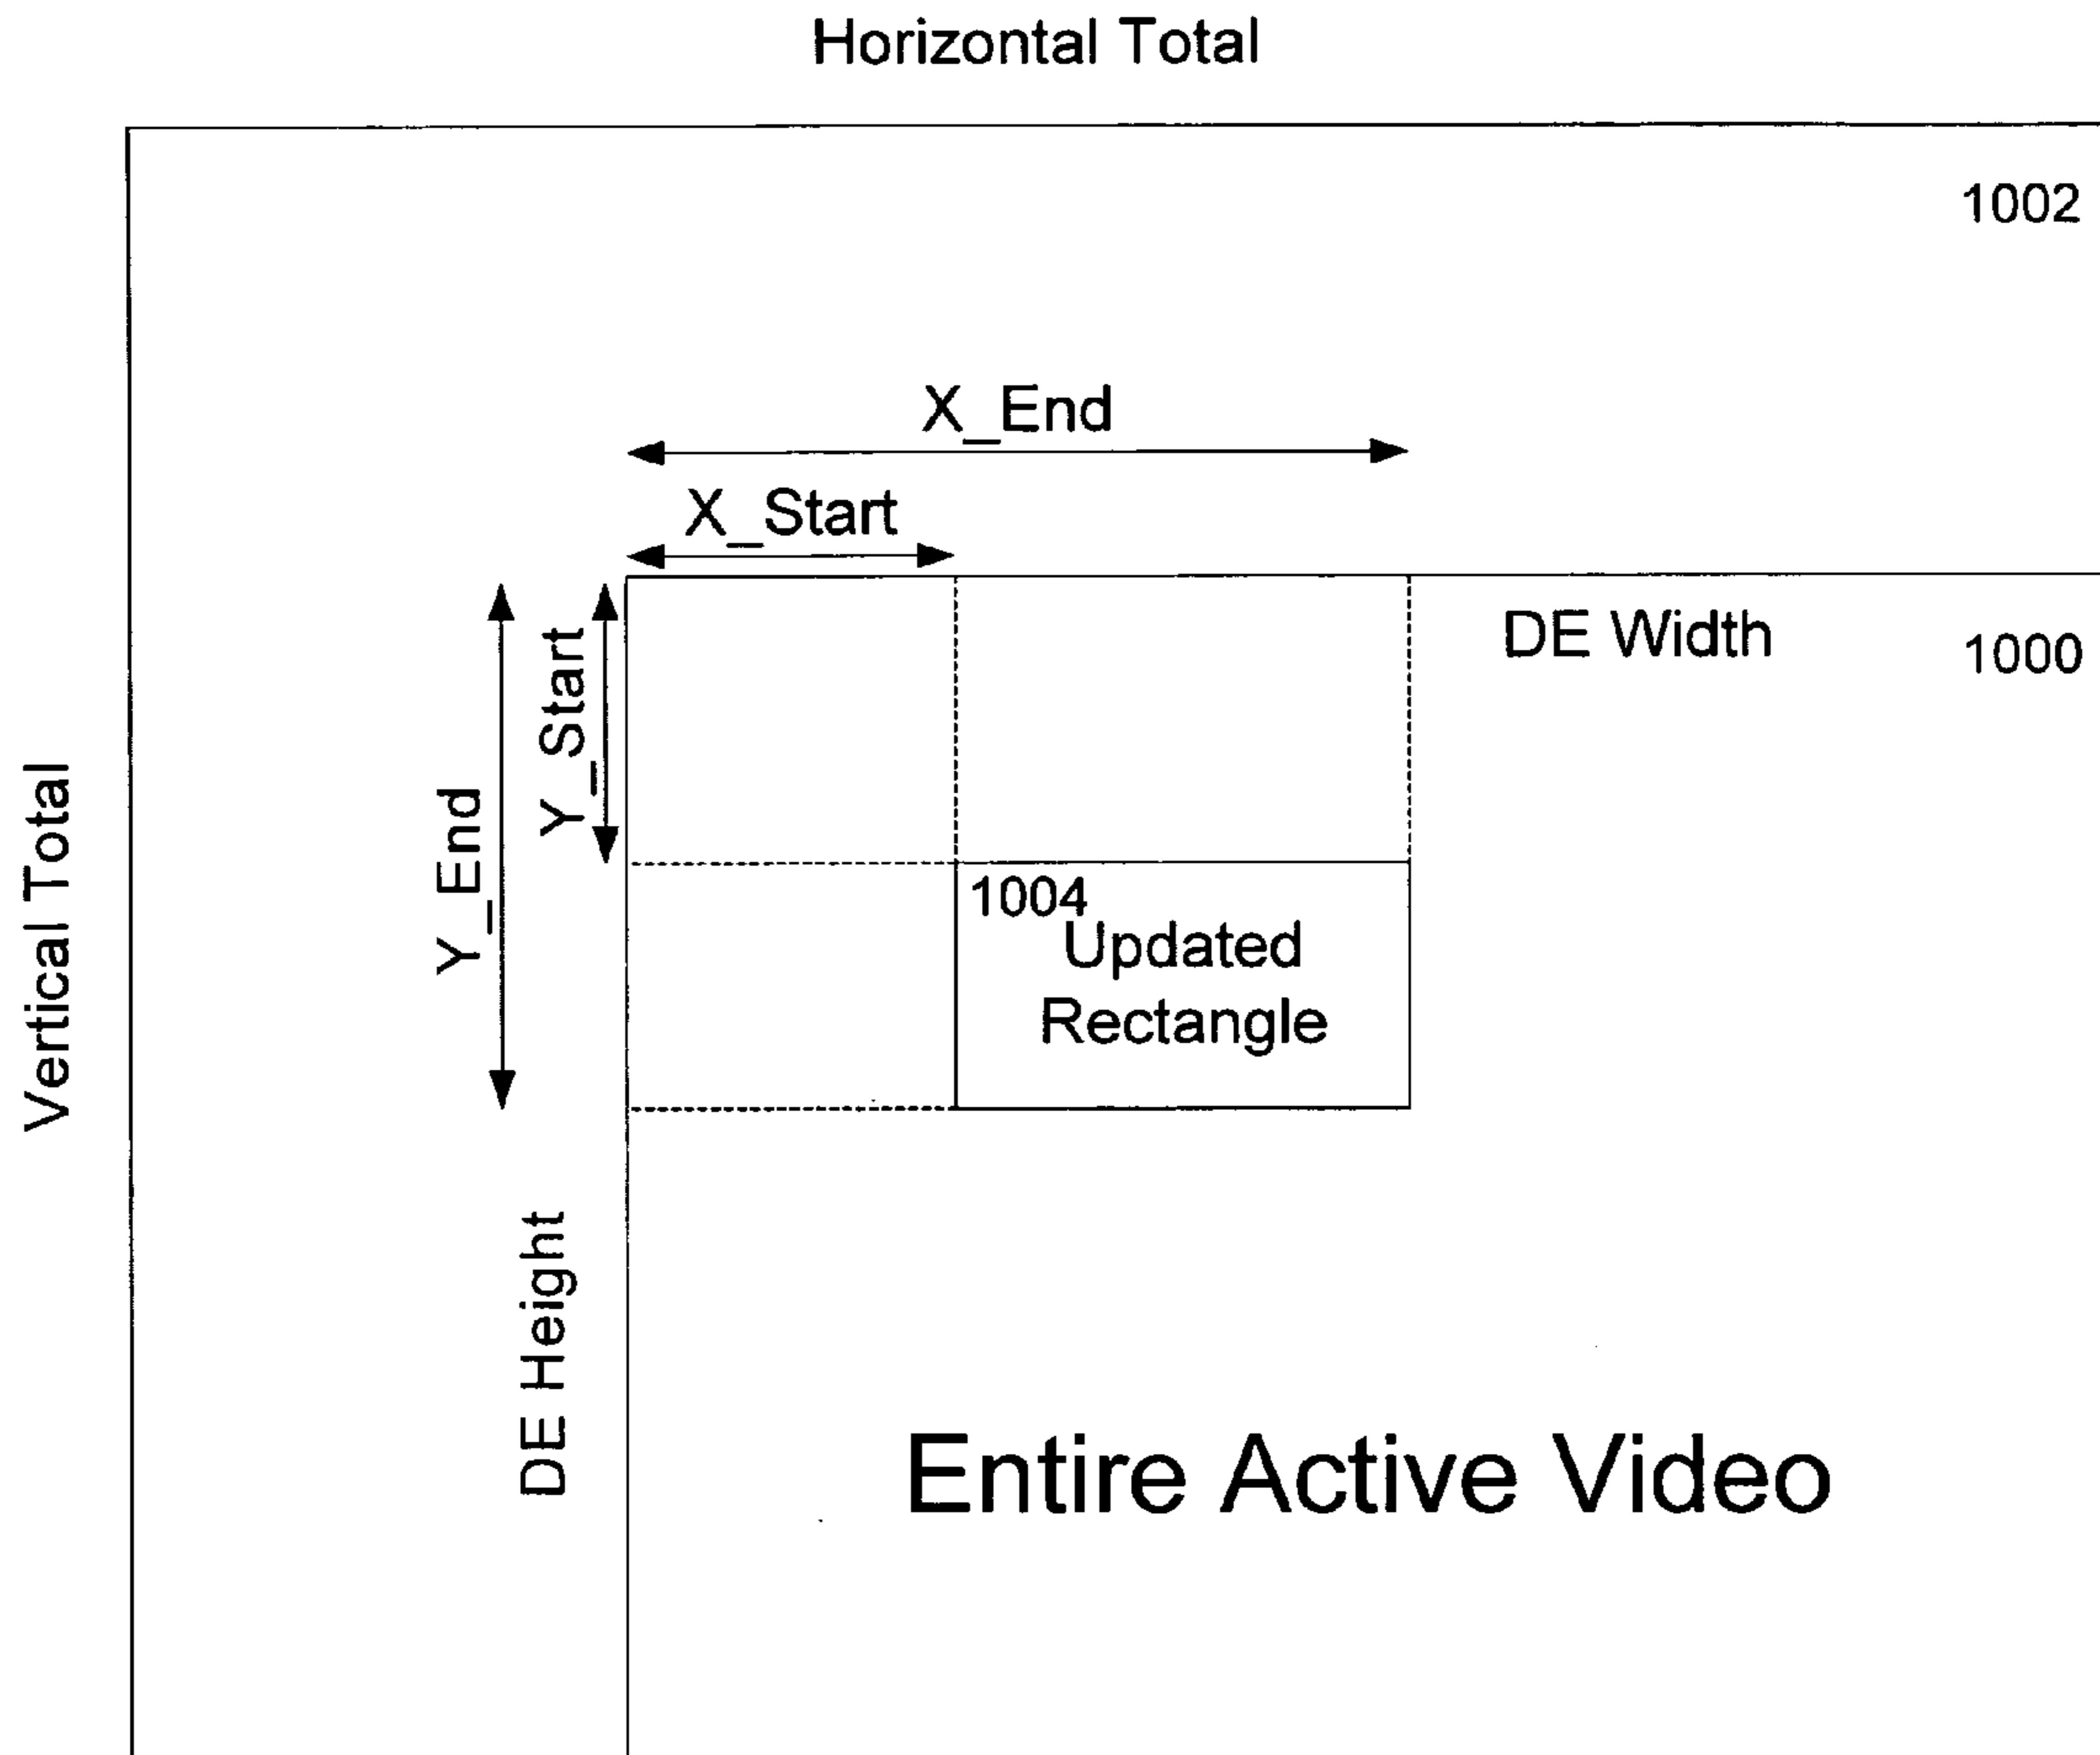 Horizontal Total
1002
X_End
X_Start
DE Width
1000
Y_Start
Y_End
Vertical Total
1004
Updated
Rectangle
DE Height
Entire Active Video